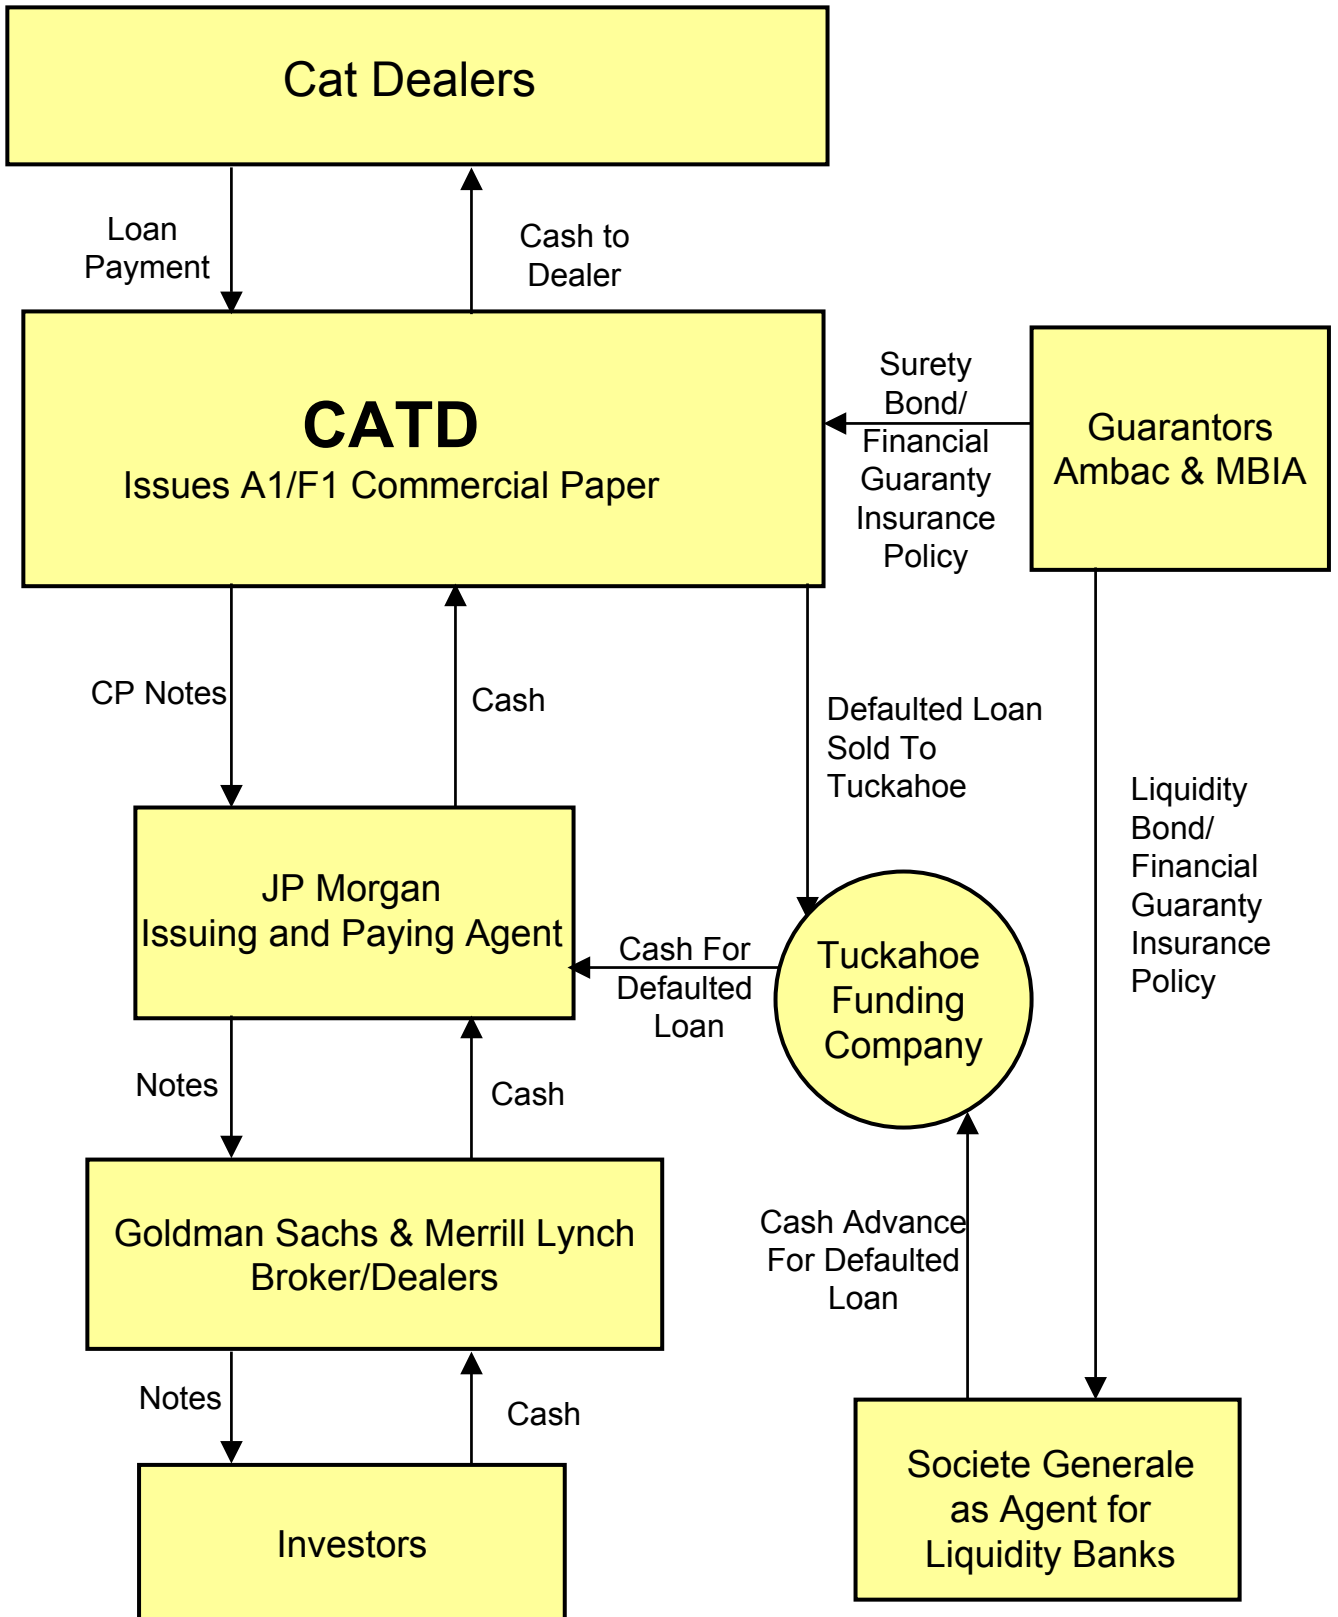 Cat Dealers
Loan
Payment
Cash to
Dealer
CATD
Issues A1/F1 Commercial Paper
Surety
Bond/
Financial
Guaranty
Insurance
Policy
Guarantors
Ambac & MBIA
CP Notes
Cash
Defaulted Loan
Sold To
Tuckahoe
Liquidity
Bond/
Financial
Guaranty
Insurance
Policy
JP Morgan
Issuing and Paying Agent
Cash For
Defaulted
Loan
Tuckahoe
Funding
Company
Notes
Cash
Goldman Sachs & Merrill Lynch
Broker/Dealers
Cash Advance
For Defaulted
Loan
Notes
Cash
Investors
Societe Generale
as Agent for
Liquidity Banks